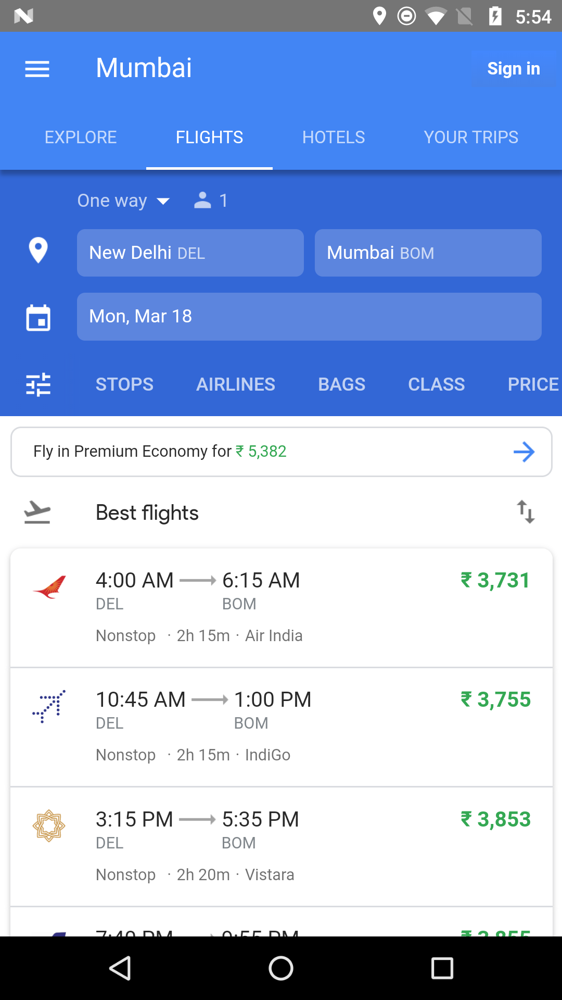 5:54
Mumbai
Sign in
EXPLORE FLIGHTS HOTELS YOUR TRIPS
One way 1
New Delhi DEL Mumbai BOM
Mon, Mar 18
STOPS AIRLINES BAGS CLASS PRICE
Fly in Premium Economy for ₹ 5,382
Best flights
4:00 AM 6:15 AM ₹ 3,731
DEL BOM
Nonstop · 2h 15m · Air India
10:45 AM 1:00 PM ₹ 3,755
DEL BOM
Nonstop · 2h 15m · IndiGo
3:15 PM 5:35 PM ₹ 3,853
DEL BOM
Nonstop · 2h 20m · Vistara